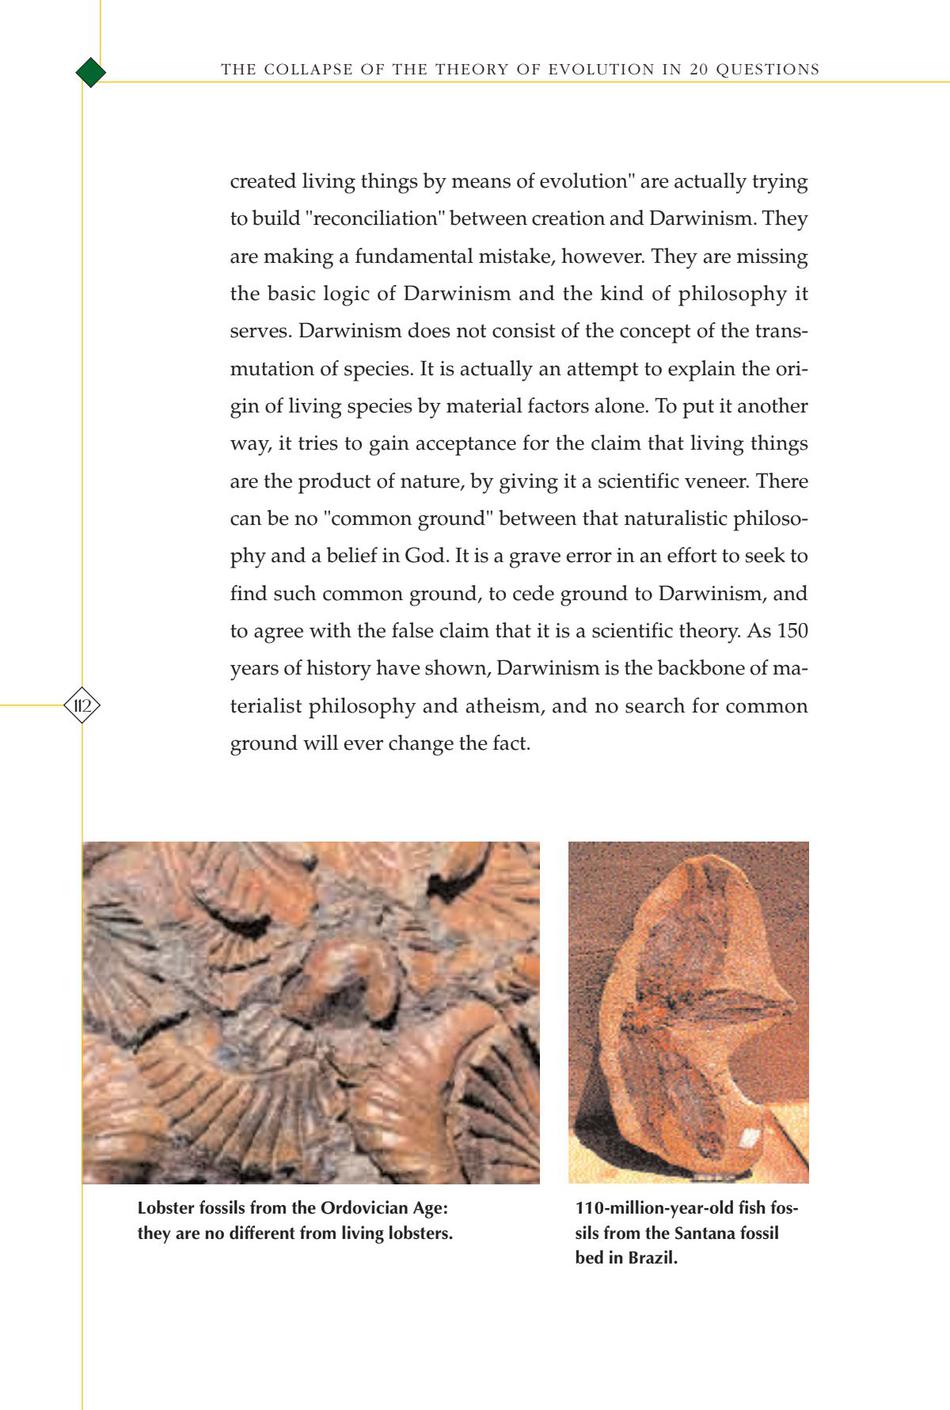 THE COLLAPSE OF THE THEORY OF EVOLUTION IN 20 QUESTIONS
created living things by means of evolution" are actually trying
to build "reconciliation" between creation and Darwinism. They
are making a fundamental mistake, however. They are missing
the basic logic of Darwinism and the kind of philosophy it
serves. Darwinism does not consist of the concept of the trans-
mutation of species. It is actually an attempt to explain the ori-
gin of living species by material factors alone. To put it another
way, it tries to gain acceptance for the claim that living things
are the product of nature, by giving it a scientific veneer. There
can be no "common ground" between that naturalistic philoso-
phy and a belief in God. It is a grave error in an effort to seek to
find such common ground, to cede ground to Darwinism, and
to agree with the false claim that it is a scientific theory. As 150
years of history have shown, Darwinism is the backbone of ma-
terialist philosophy and atheism, and no search for common
ground will ever change the fact.
112
Lobster fossils from the Ordovician Age:
they are no different from living lobsters.
110-million-year-old fish fos-
sils from the Santana fossil
bed in Brazil.